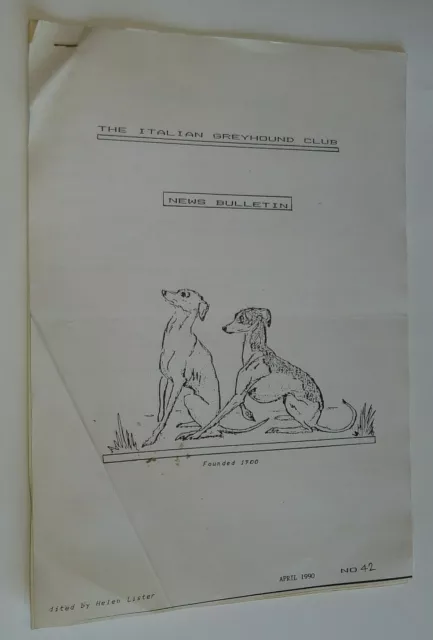 THE ITALIAN GREYHOUND CLUB
NEWS BULLETIN
Founded 1900
dited by Helen Lister
APRIL 1990
NO 42